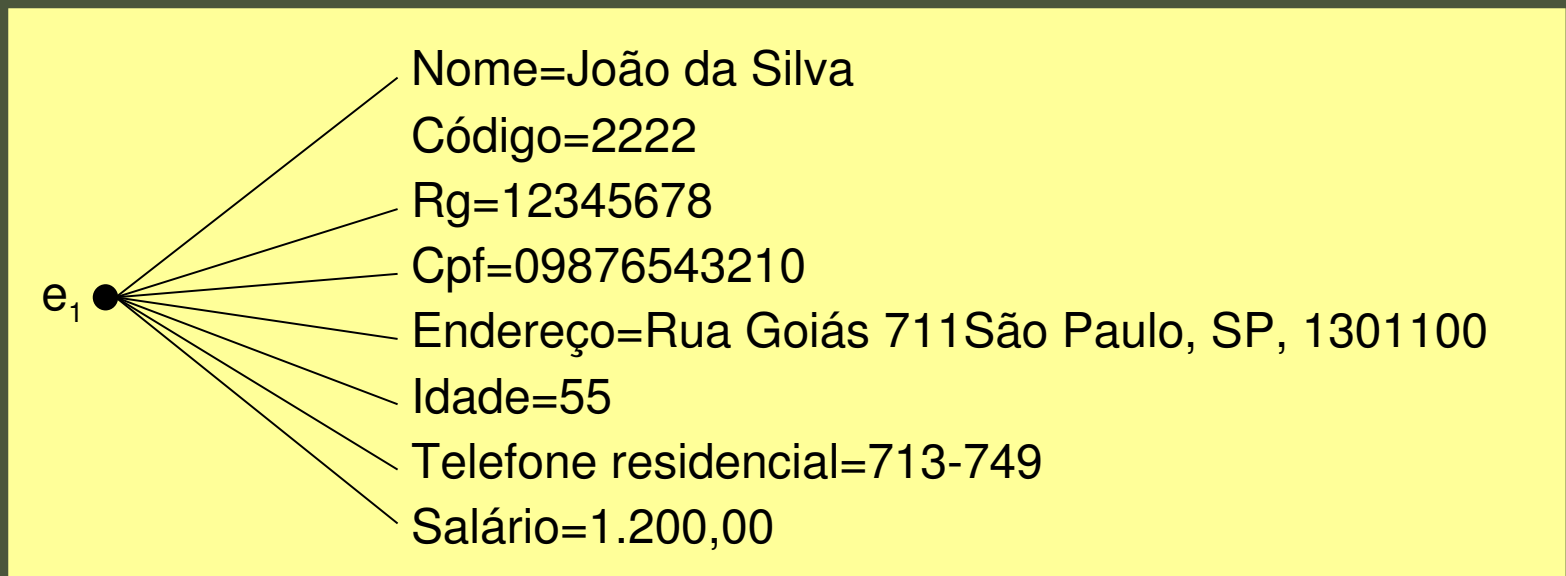 Nome=João da Silva
Código=2222
Rg=12345678
Cpf=09876543210
e1
Endereço=Rua Goiás 711São Paulo, SP, 1301100
Idade=55
Telefone residencial=713-749
Salário=1.200,00